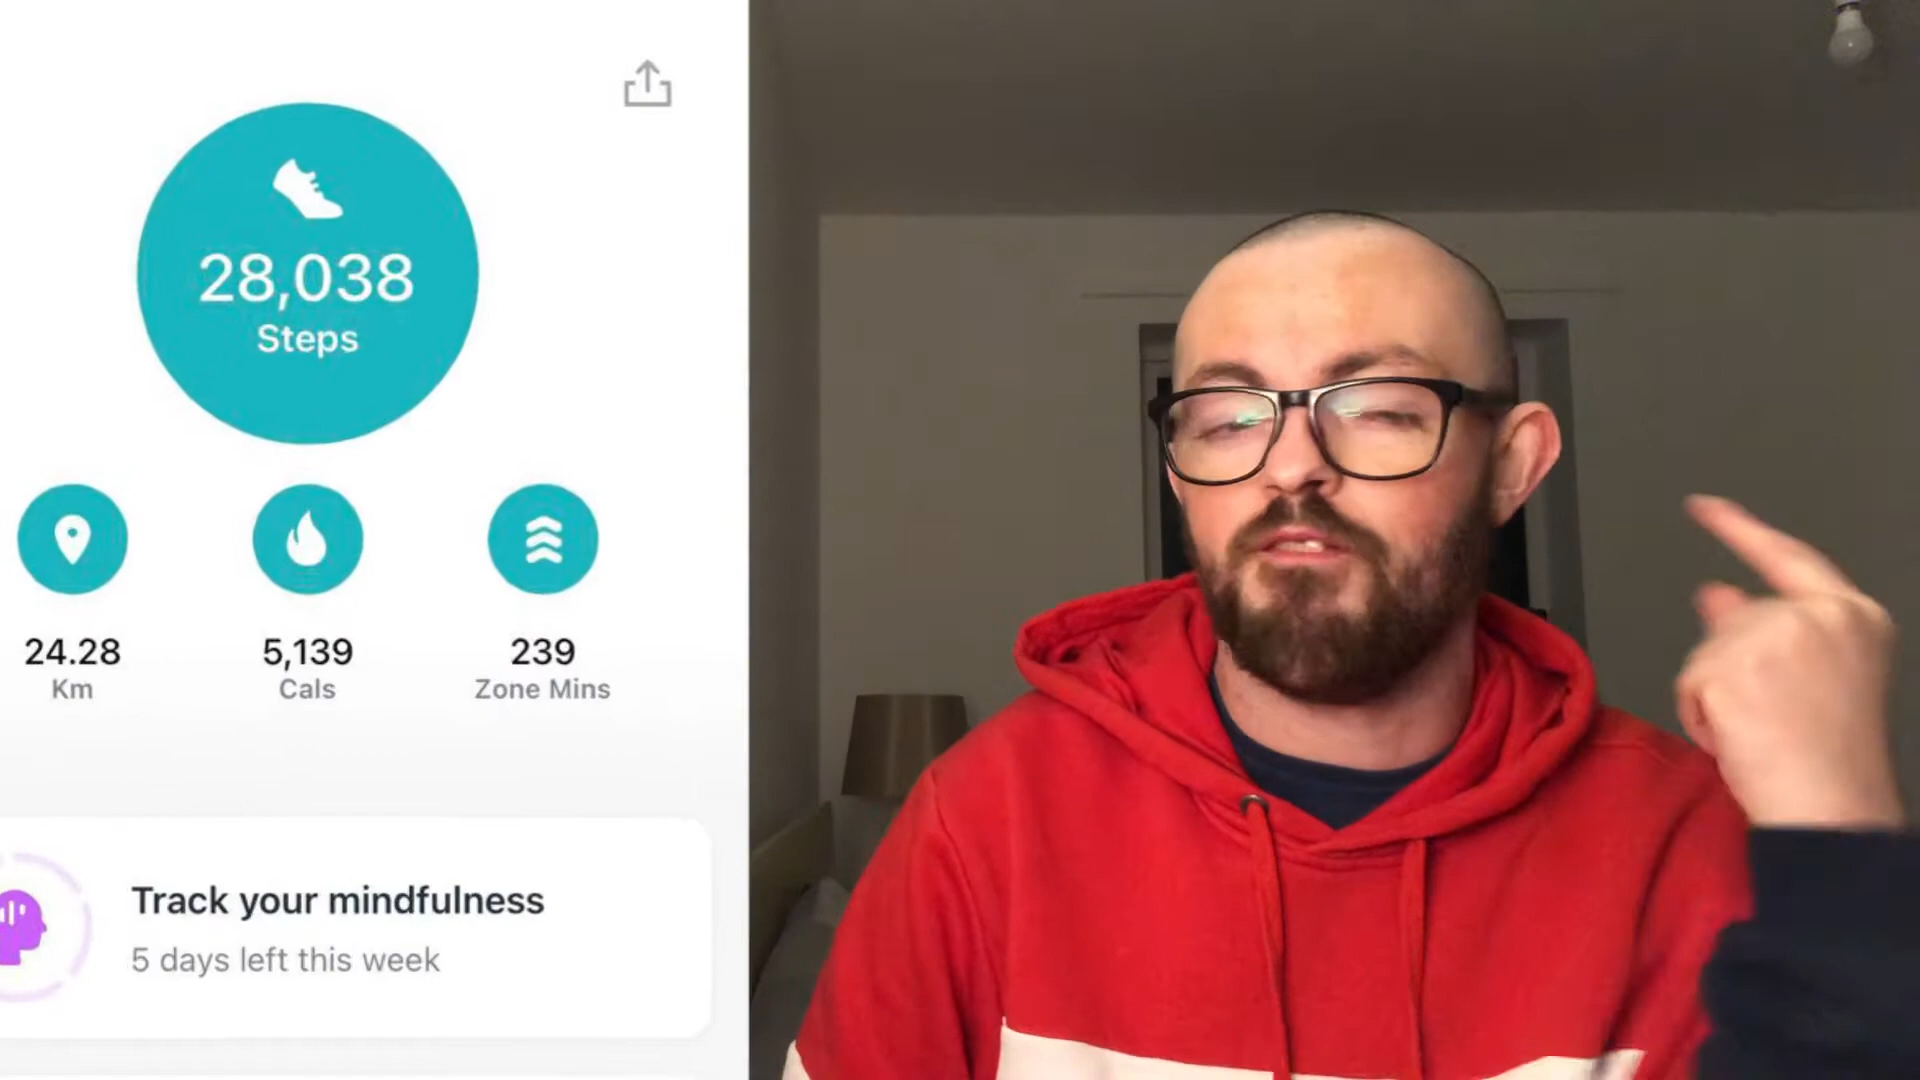 28,038
Steps
24.28
Km
5,139
Cals
239
Zone Mins
Track your mindfulness
5 days left this week